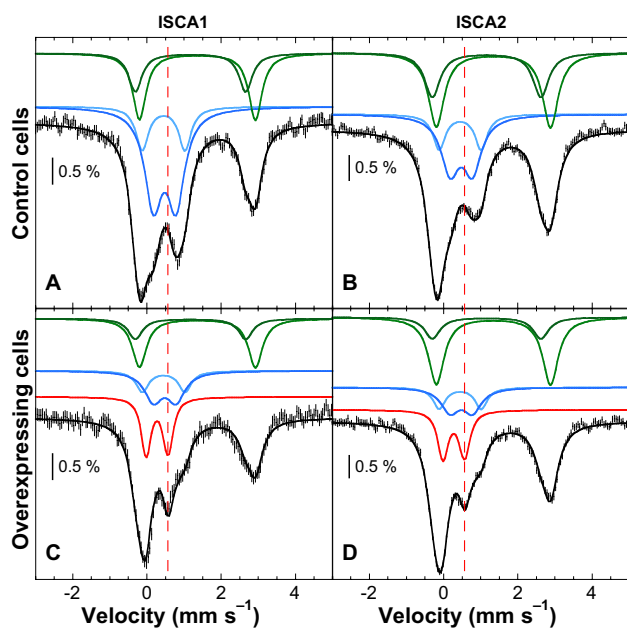 ISCA1 ISCA2
Control cells
0.5 %
A
0.5 %
B
Overexpressing cells
0.5 %
C
0.5 %
D
-2 0 2 4 -2 0 2 4
Velocity (mm s⁻¹) Velocity (mm s⁻¹)